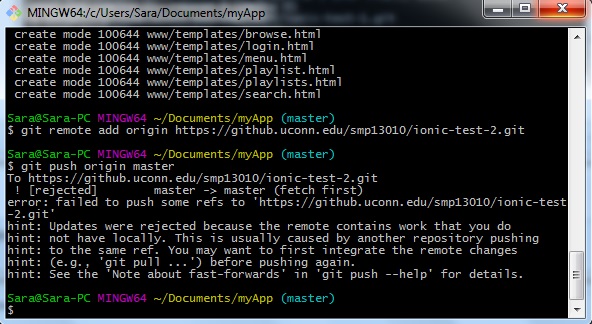 MINGW64:/c/Users/Sara/Documents/myApp
create mode 100644 www/templates/browse.html
create mode 100644 www/templates/login.html
create mode 100644 www/templates/menu.html
create mode 100644 www/templates/playlist.html
create mode 100644 www/templates/playlists.html
create mode 100644 www/templates/search.html
Sara@Sara-PC MINGW64 ~/Documents/myApp (master)
$ git remote add origin https://github.uconn.edu/smp13010/ionic-test-2.git
Sara@Sara-PC MINGW64 ~/Documents/myApp (master)
$ git push origin master
To https://github.uconn.edu/smp13010/ionic-test-2.git
! [rejected]        master -> master (fetch first)
error: failed to push some refs to 'https://github.uconn.edu/smp13010/ionic-test
-2.git'
hint: Updates were rejected because the remote contains work that you do
hint: not have locally. This is usually caused by another repository pushing
hint: to the same ref. You may want to first integrate the remote changes
hint: (e.g., 'git pull ...') before pushing again.
hint: See the 'Note about fast-forwards' in 'git push --help' for details.
Sara@Sara-PC MINGW64 ~/Documents/myApp (master)
$